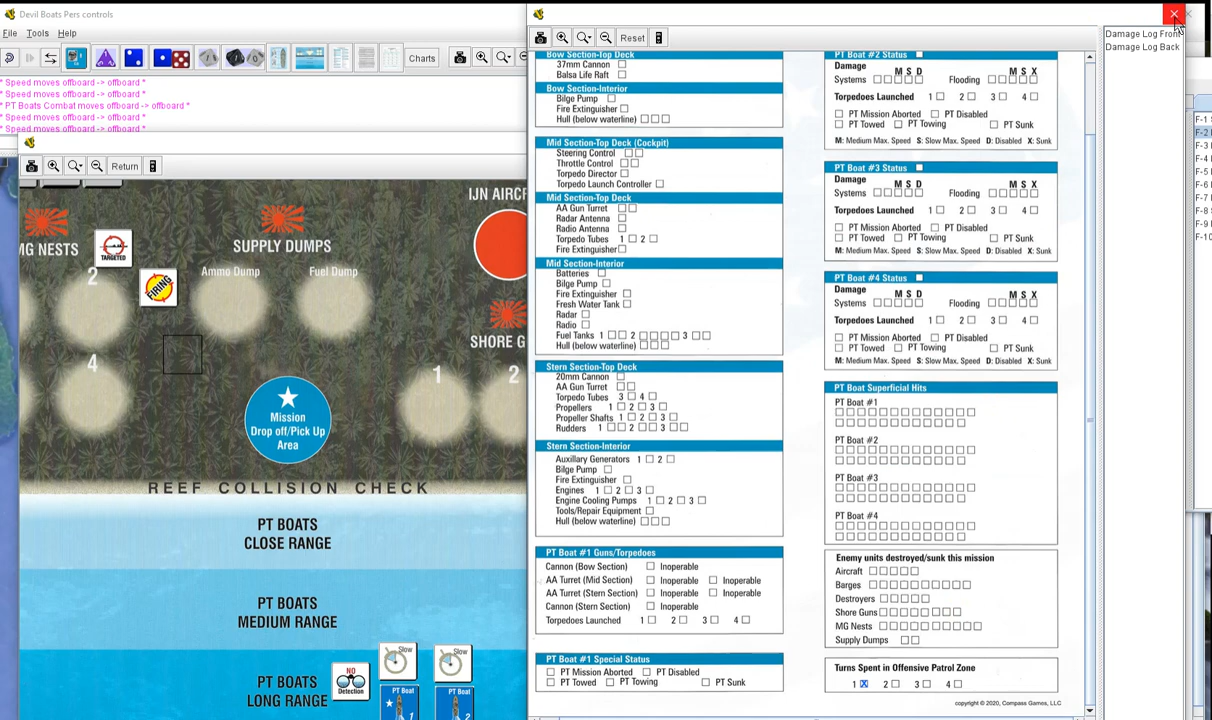 Devil Boats Pers controls
File Tools Help
Charts
* Speed moves offboard -> offboard *
* Speed moves offboard -> offboard *
* PT Boats Combat moves offboard -> offboard *
* Speed moves offboard -> offboard *
* Speed moves offboard -> offboard *
Return
IJN AIRCR
MG NESTS
TARGETED
SUPPLY DUMPS
2
FIRING
Ammo Dump Fuel Dump
SHORE G
4
1 2
Mission
Drop off/Pick Up
Area
REEF COLLISION CHECK
PT BOATS
CLOSE RANGE
PT BOATS
MEDIUM RANGE
PT BOATS
LONG RANGE
NO
Detection
Slow
Slow
PT Boat
1
PT Boat
2
Reset
Bow Section-Top Deck
37mm Cannon
Balsa Life Raft
Bow Section-Interior
Bilge Pump
Fire Extinguisher
Hull (below waterline)
Mid Section-Top Deck (Cockpit)
Steering Control
Throttle Control
Torpedo Director
Torpedo Launch Controller
Mid Section-Top Deck
AA Gun Turret
Radar Antenna
Radio Antenna
Torpedo Tubes 1 2
Fire Extinguisher
Mid Section-Interior
Batteries
Bilge Pump
Fire Extinguisher
Fresh Water Tank
Radar
Radio
Fuel Tanks 1 2 3
Hull (below waterline)
Stern Section-Top Deck
20mm Cannon
AA Gun Turret
Torpedo Tubes 3 4
Propellers 1 2 3
Propeller Shafts 1 2 3
Rudders 1 2 3
Stern Section-Interior
Auxillary Generators 1 2
Bilge Pump
Fire Extinguisher
Engines 1 2 3
Engine Cooling Pumps 1 2 3
Tools/Repair Equipment
Hull (below waterline)
PT Boat #1 Guns/Torpedoes
Cannon (Bow Section) Inoperable
AA Turret (Mid Section) Inoperable Inoperable
AA Turret (Stern Section) Inoperable Inoperable
Cannon (Stern Section) Inoperable
Torpedoes Launched 1 2 3 4
PT Boat #1 Special Status
PT Mission Aborted PT Disabled
PT Towed PT Towing PT Sunk
PT Boat #2 Status
Damage M S D M S X
Systems Flooding
Torpedoes Launched 1 2 3 4
PT Mission Aborted PT Disabled
PT Towed PT Towing PT Sunk
M: Medium Max. Speed S: Slow Max. Speed D: Disabled X: Sunk
PT Boat #3 Status
Damage M S D M S X
Systems Flooding
Torpedoes Launched 1 2 3 4
PT Mission Aborted PT Disabled
PT Towed PT Towing PT Sunk
M: Medium Max. Speed S: Slow Max. Speed D: Disabled X: Sunk
PT Boat #4 Status
Damage M S D M S X
Systems Flooding
Torpedoes Launched 1 2 3 4
PT Mission Aborted PT Disabled
PT Towed PT Towing PT Sunk
M: Medium Max. Speed S: Slow Max. Speed D: Disabled X: Sunk
PT Boat Superficial Hits
PT Boat #1
PT Boat #2
PT Boat #3
PT Boat #4
Enemy units destroyed/sunk this mission
Aircraft
Barges
Destroyers
Shore Guns
MG Nests
Supply Dumps
Turns Spent in Offensive Patrol Zone
1 X 2 3 4
copyright © 2020, Compass Games, LLC
Damage Log Front
Damage Log Back
F-1
F-2
F-3
F-4
F-5
F-6
F-7
F-8
F-9
F-10